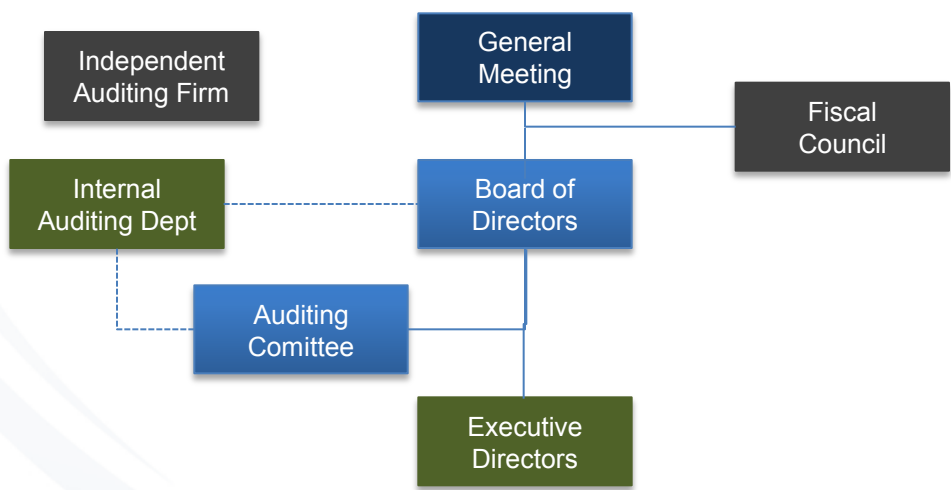 Independent
Auditing Firm
General
Meeting
Fiscal
Council
Internal
Auditing Dept
Board of
Directors
Auditing
Comittee
Executive
Directors